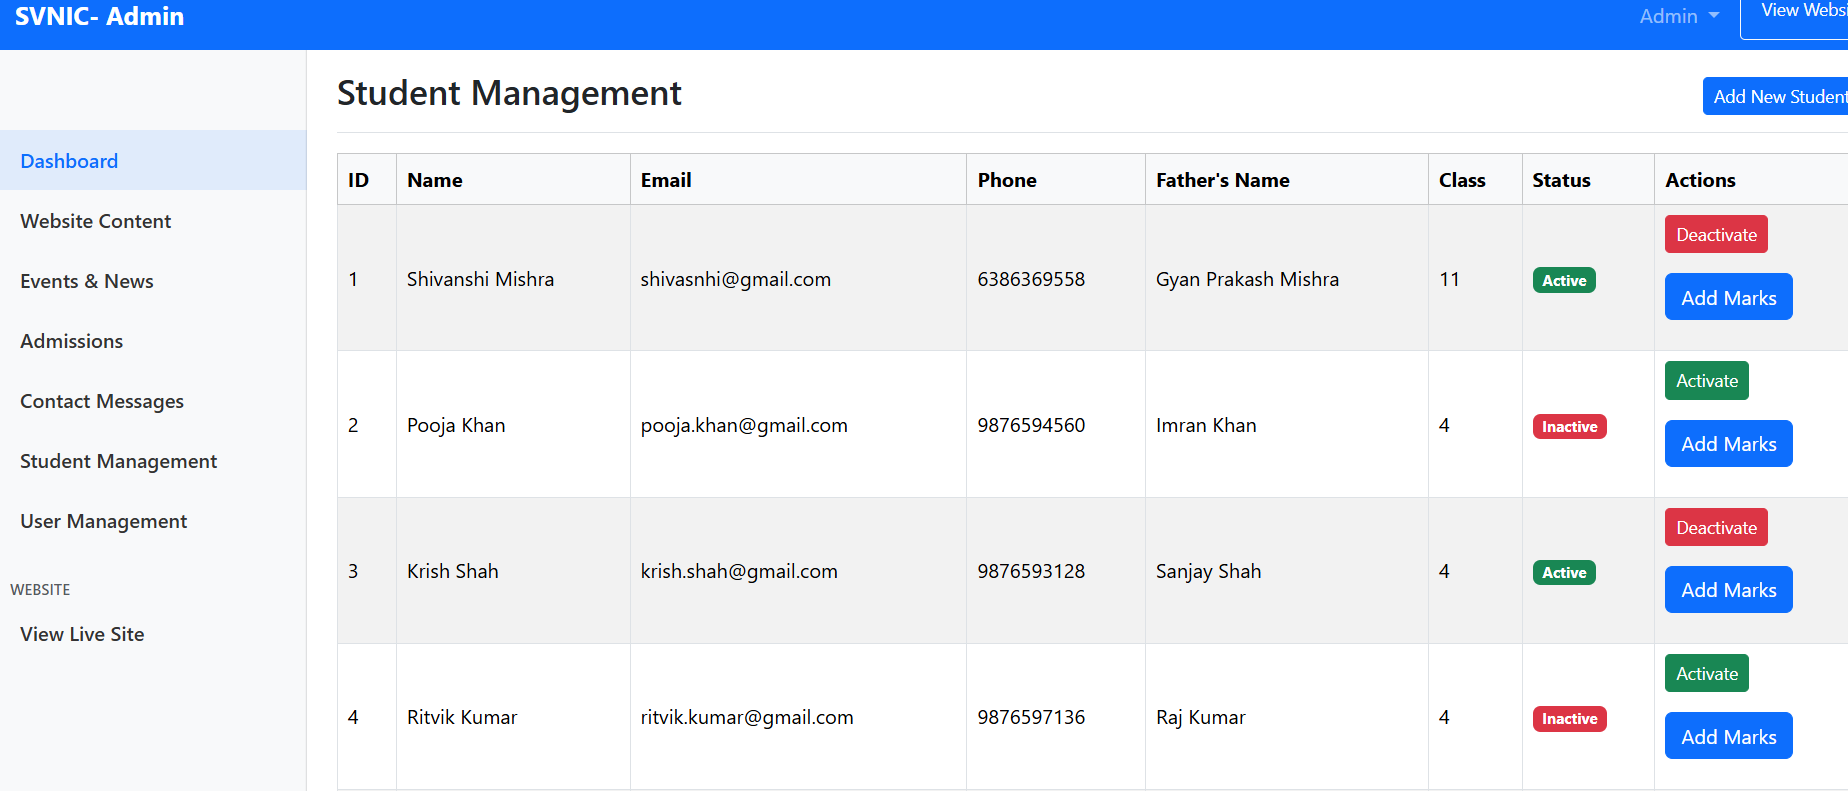 SVNIC- Admin
Admin
View Websi
Dashboard
Website Content
Events & News
Admissions
Contact Messages
Student Management
User Management
WEBSITE
View Live Site
Student Management
Add New Student
ID Name Email Phone Father's Name Class Status Actions
1 Shivanshi Mishra shivasnhi@gmail.com 6386369558 Gyan Prakash Mishra 11 Active Deactivate
Add Marks
2 Pooja Khan pooja.khan@gmail.com 9876594560 Imran Khan 4 Inactive Activate
Add Marks
3 Krish Shah krish.shah@gmail.com 9876593128 Sanjay Shah 4 Active Deactivate
Add Marks
4 Ritvik Kumar ritvik.kumar@gmail.com 9876597136 Raj Kumar 4 Inactive Activate
Add Marks